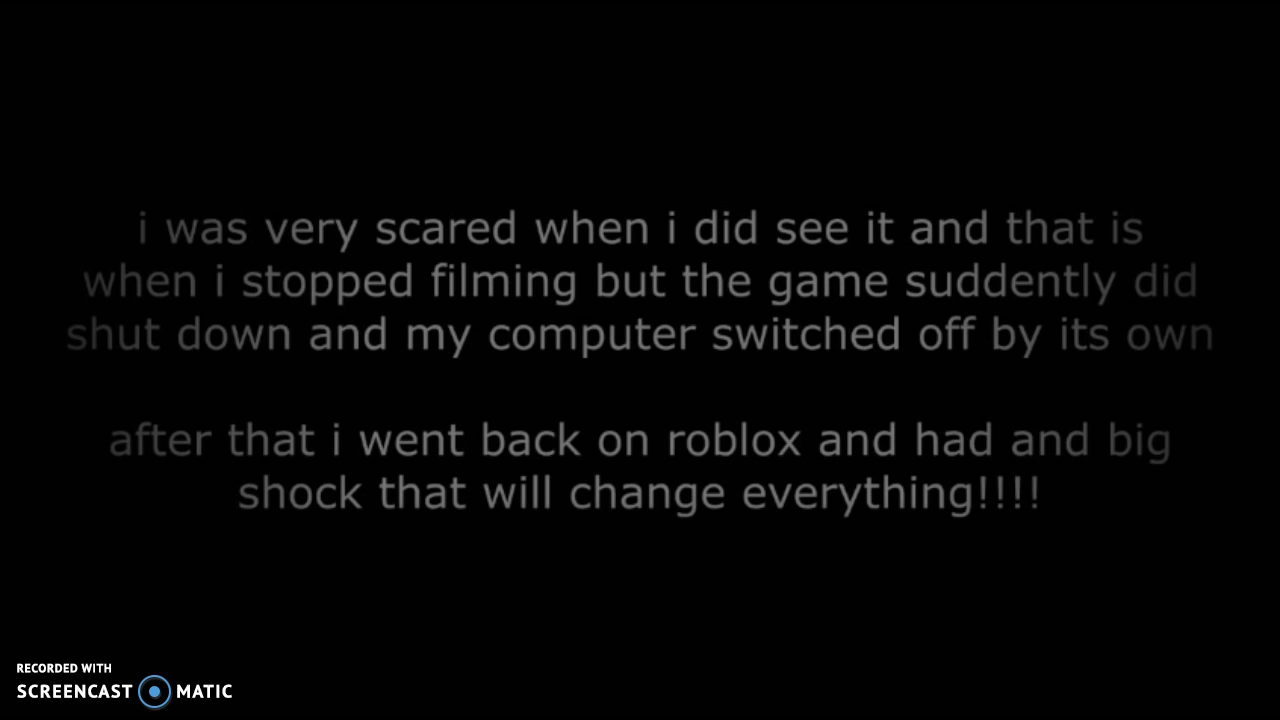 i was very scared when i did see it and that is
when i stopped filming but the game suddently did
shut down and my computer switched off by its own
after that i went back on roblox and had and big
shock that will change everything!!!!
RECORDED WITH
SCREENCAST MATIC